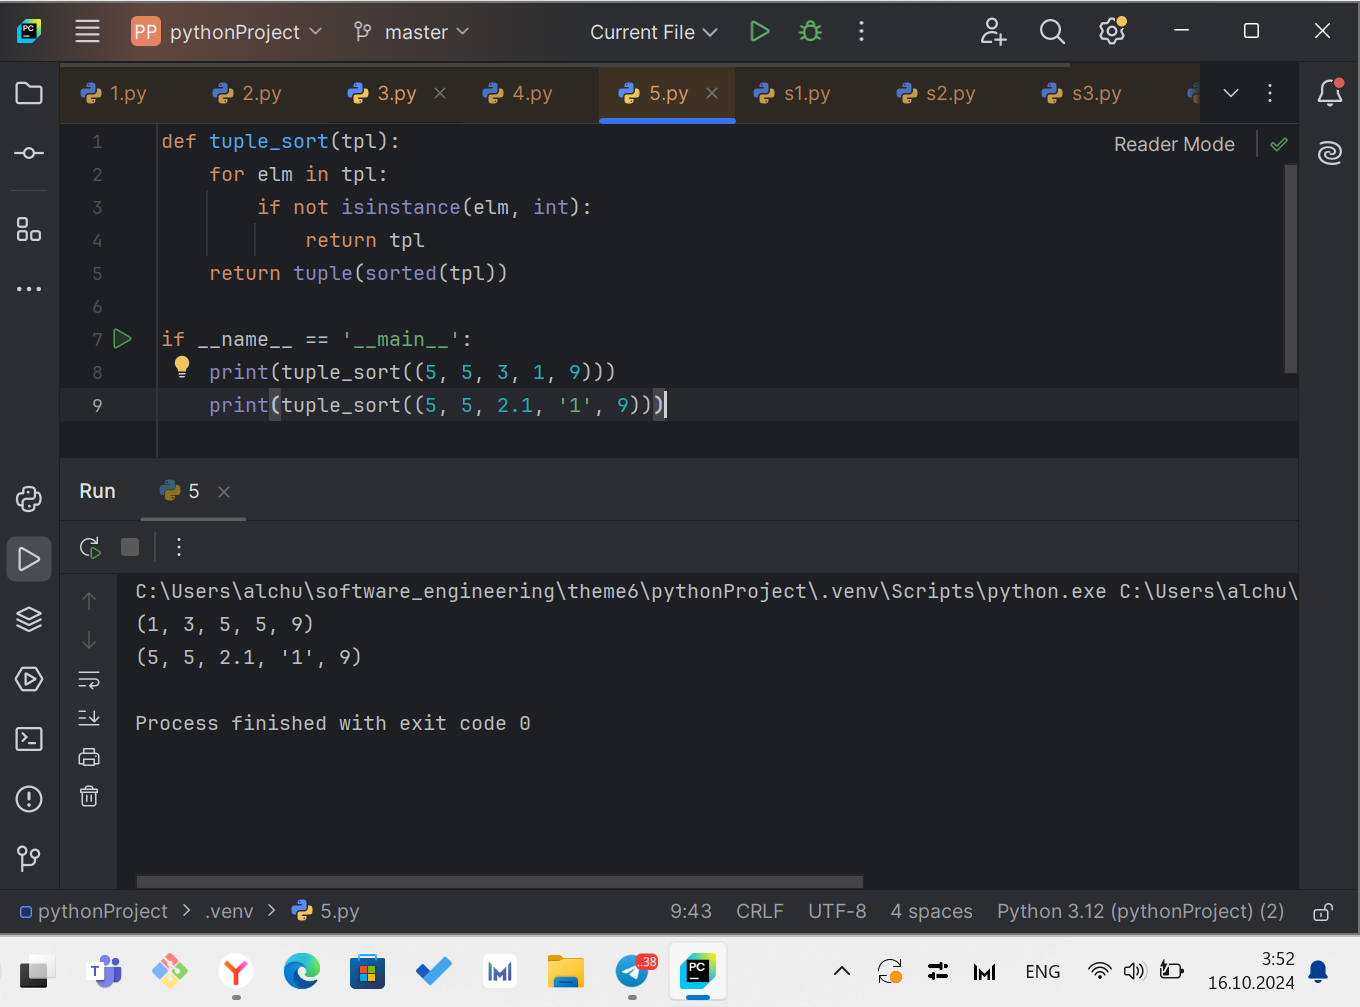 PC PP pythonProject master Current File
1.py 2.py 3.py 4.py 5.py s1.py s2.py s3.py
Reader Mode
1 def tuple_sort(tpl):
2 for elm in tpl:
3 if not isinstance(elm, int):
4 return tpl
5 return tuple(sorted(tpl))
6
7 if __name__ == '__main__':
8 print(tuple_sort((5, 5, 3, 1, 9)))
9 print(tuple_sort((5, 5, 2.1, '1', 9)))
Run 5
C:\Users\alchu\software_engineering\theme6\pythonProject\.venv\Scripts\python.exe C:\Users\alchu\
(1, 3, 5, 5, 9)
(5, 5, 2.1, '1', 9)
Process finished with exit code 0
pythonProject > .venv > 5.py 9:43 CRLF UTF-8 4 spaces Python 3.12 (pythonProject) (2)
T Y M 38 PC M ENG 3:52
16.10.2024